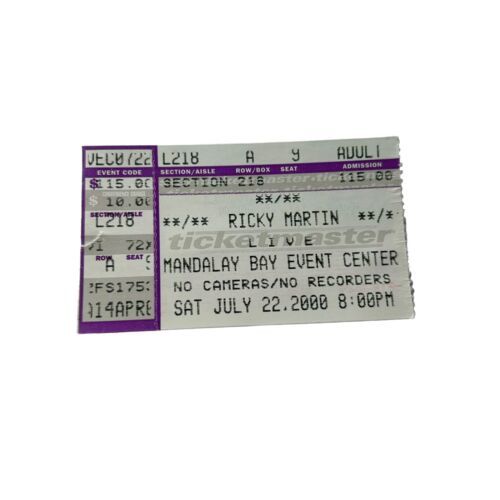 VEC0722 L218 A 9 ADULT
EVENT CODE SECTION/AISLE ROW/BOX SEAT ADMISSION
$115.00 SECTION 218 115.00
$ 10.00 **/**
SECTION/AISLE
L218 **/** RICKY MARTIN **/**
ticketmaster
72X LIVE
ROW SEAT MANDALAY BAY EVENT CENTER
A 9
NO CAMERAS/NO RECORDERS
14APR SAT JULY 22.2000 8:00PM